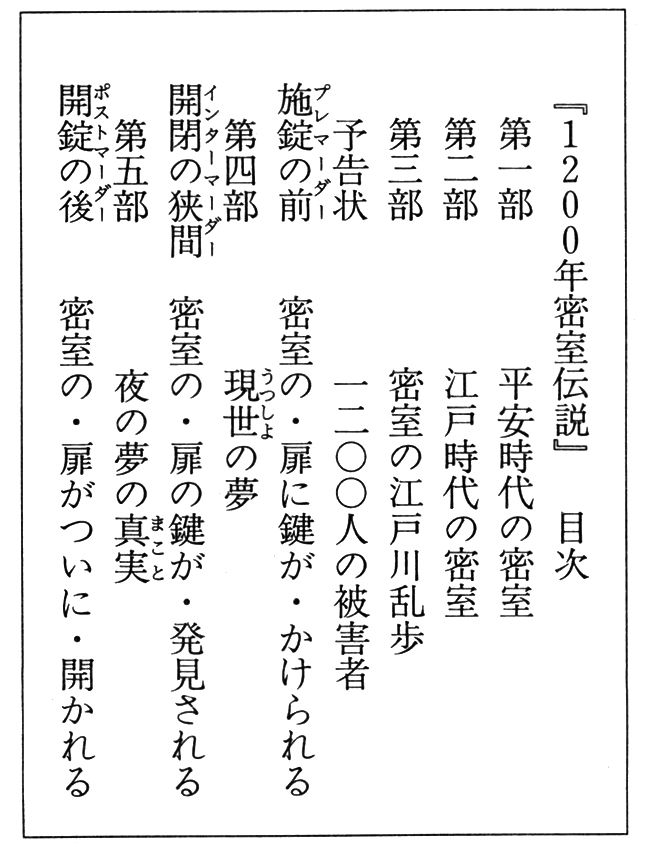 『1200年密室伝説』 目次
第一部 平安時代の密室
第二部 江戸時代の密室
第三部 密室の江戸川乱歩
予告状 一二〇〇人の被害者
施錠の前 密室の・扉に鍵が・かけられる
プレマーダー
第四部 現世の夢
うつしよ
開閉の狭間 密室の・扉の鍵が・発見される
インターマーダー
第五部 夜の夢の真実
まこと
開錠の後 密室の・扉がついに・開かれる
ポストマーダー